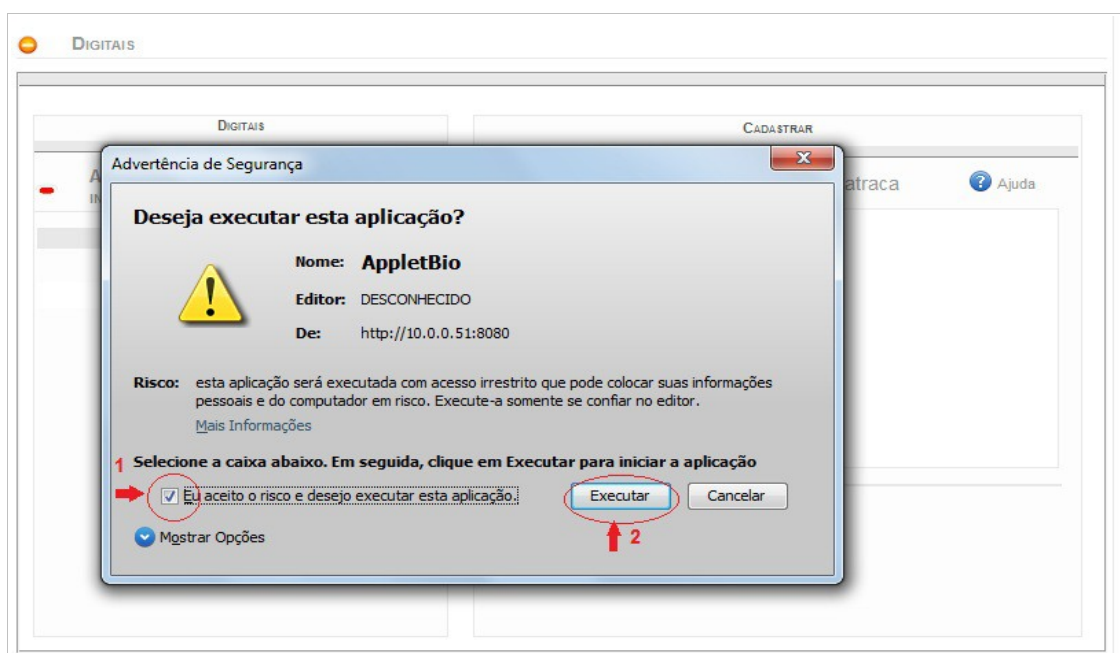 DIGITAIS
DIGITAIS
CADASTRAR
Advertência de Segurança
A
IN
atraca
Ajuda
Deseja executar esta aplicação?
Nome: AppletBio
Editor: DESCONHECIDO
De: http://10.0.0.51:8080
Risco: esta aplicação será executada com acesso irrestrito que pode colocar suas informações
pessoais e do computador em risco. Execute-a somente se confiar no editor.
Mais Informações
1 Selecione a caixa abaixo. Em seguida, clique em Executar para iniciar a aplicação
Eu aceito o risco e desejo executar esta aplicação.
Executar
Cancelar
Mostrar Opções
2